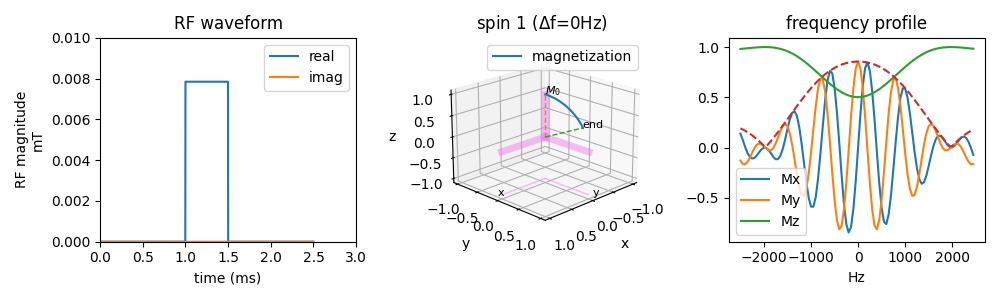 RF waveform
RF magnitude
mT
0.010
0.008
0.006
0.004
0.002
0.000
0.0 0.5 1.0 1.5 2.0 2.5 3.0
time (ms)
real
imag
spin 1 (Δf=0Hz)
magnetization
M₀
end
z
1.0
0.5
0.0
−0.5
−1.0
x
y
−1.0
−0.5
0.0
0.5
1.0
y
1.0
0.5
0.0
−0.5
−1.0
x
frequency profile
1.0
0.5
0.0
−0.5
Mx
My
Mz
−2000 −1000 0 1000 2000
Hz